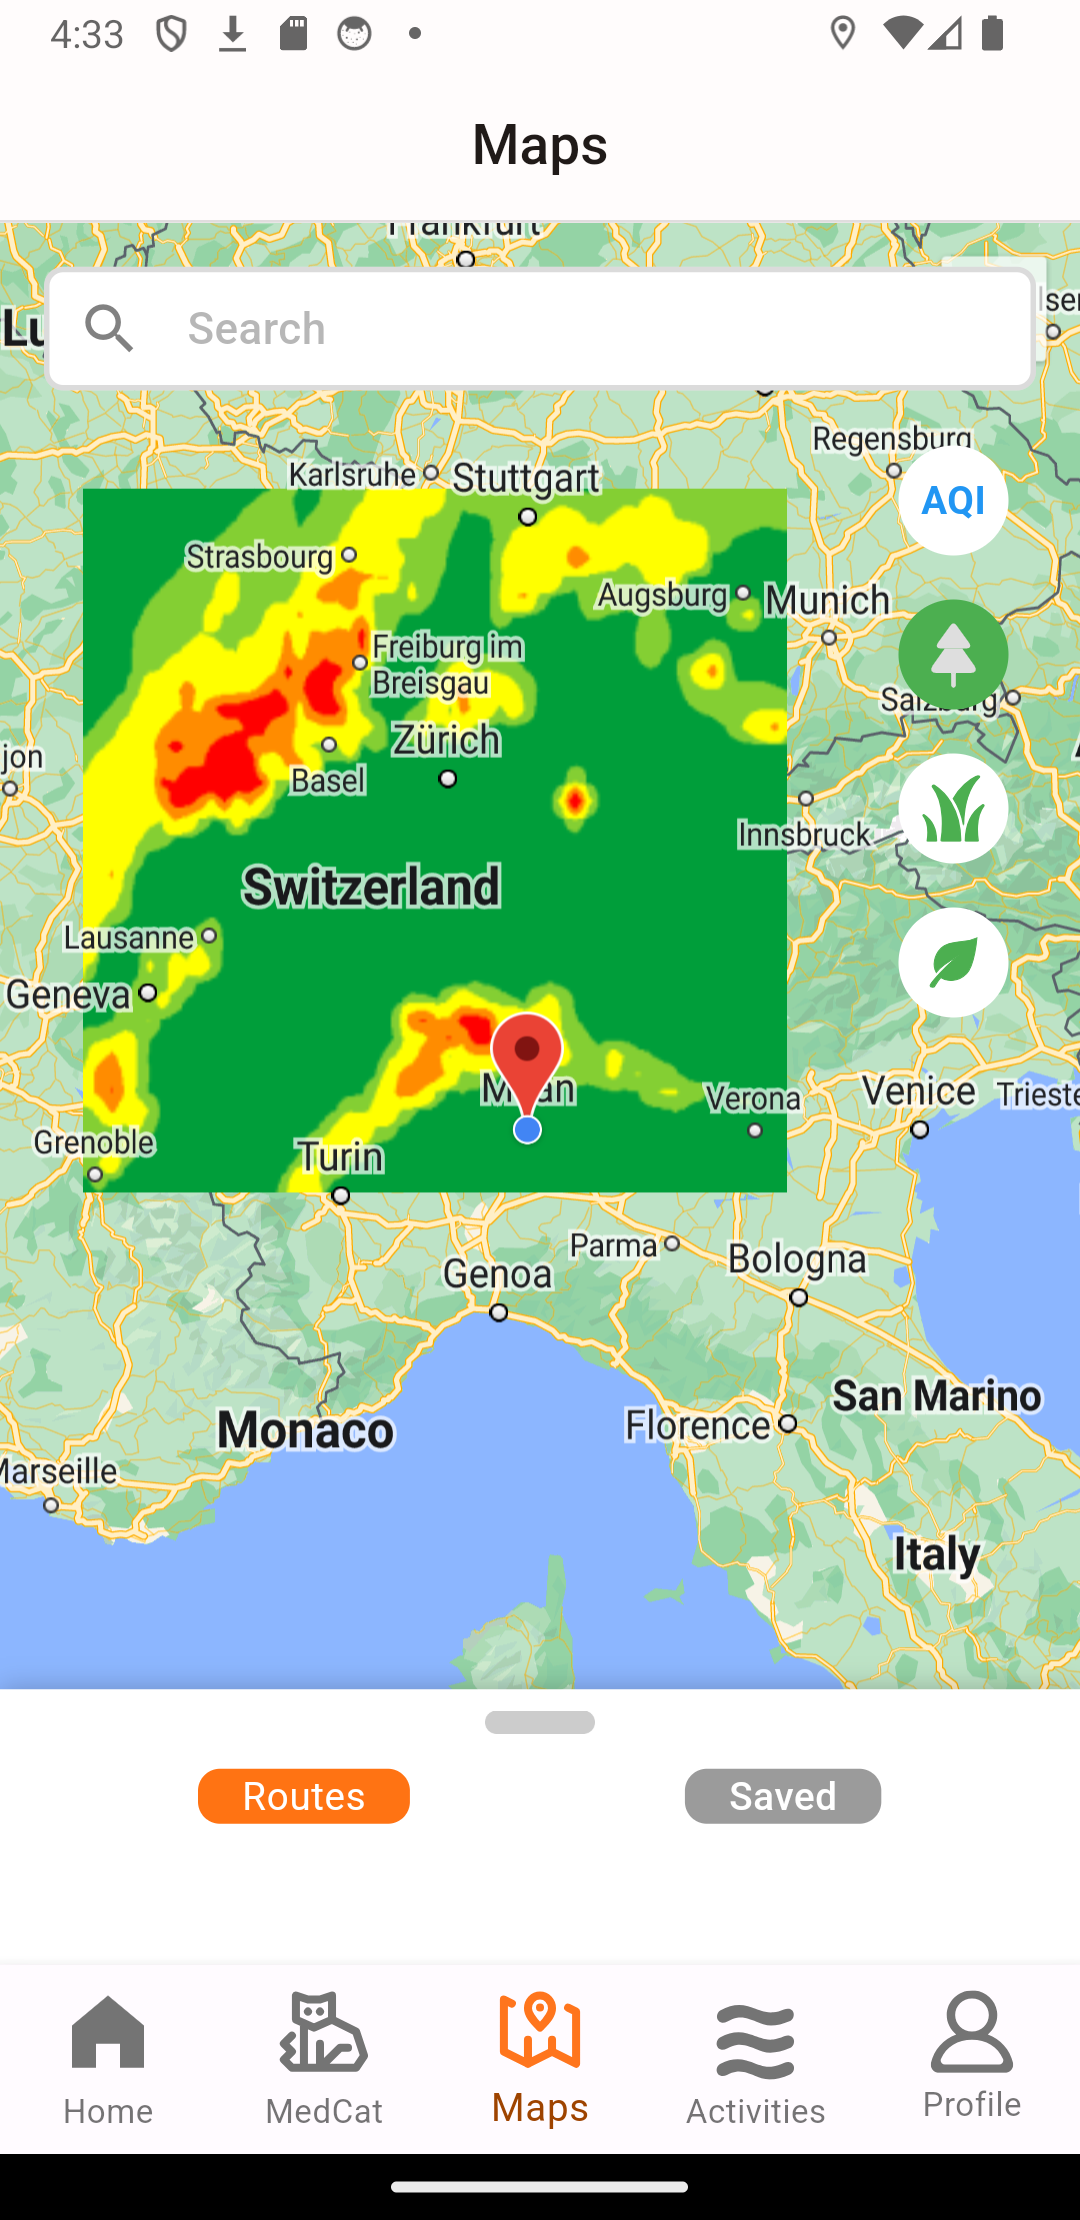 4:33
Maps
Frankfurt
Search
Regensburg
Karlsruhe
Stuttgart
AQI
Strasbourg
Augsburg
Munich
Freiburg im
Breisgau
Salzburg
Zürich
jon
Basel
Innsbruck
Switzerland
Lausanne
Geneva
Venice
Verona
Grenoble
Turin
Parma
Bologna
Genoa
San Marino
Florence
Monaco
Marseille
Italy
Routes
Saved
Home
MedCat
Maps
Activities
Profile